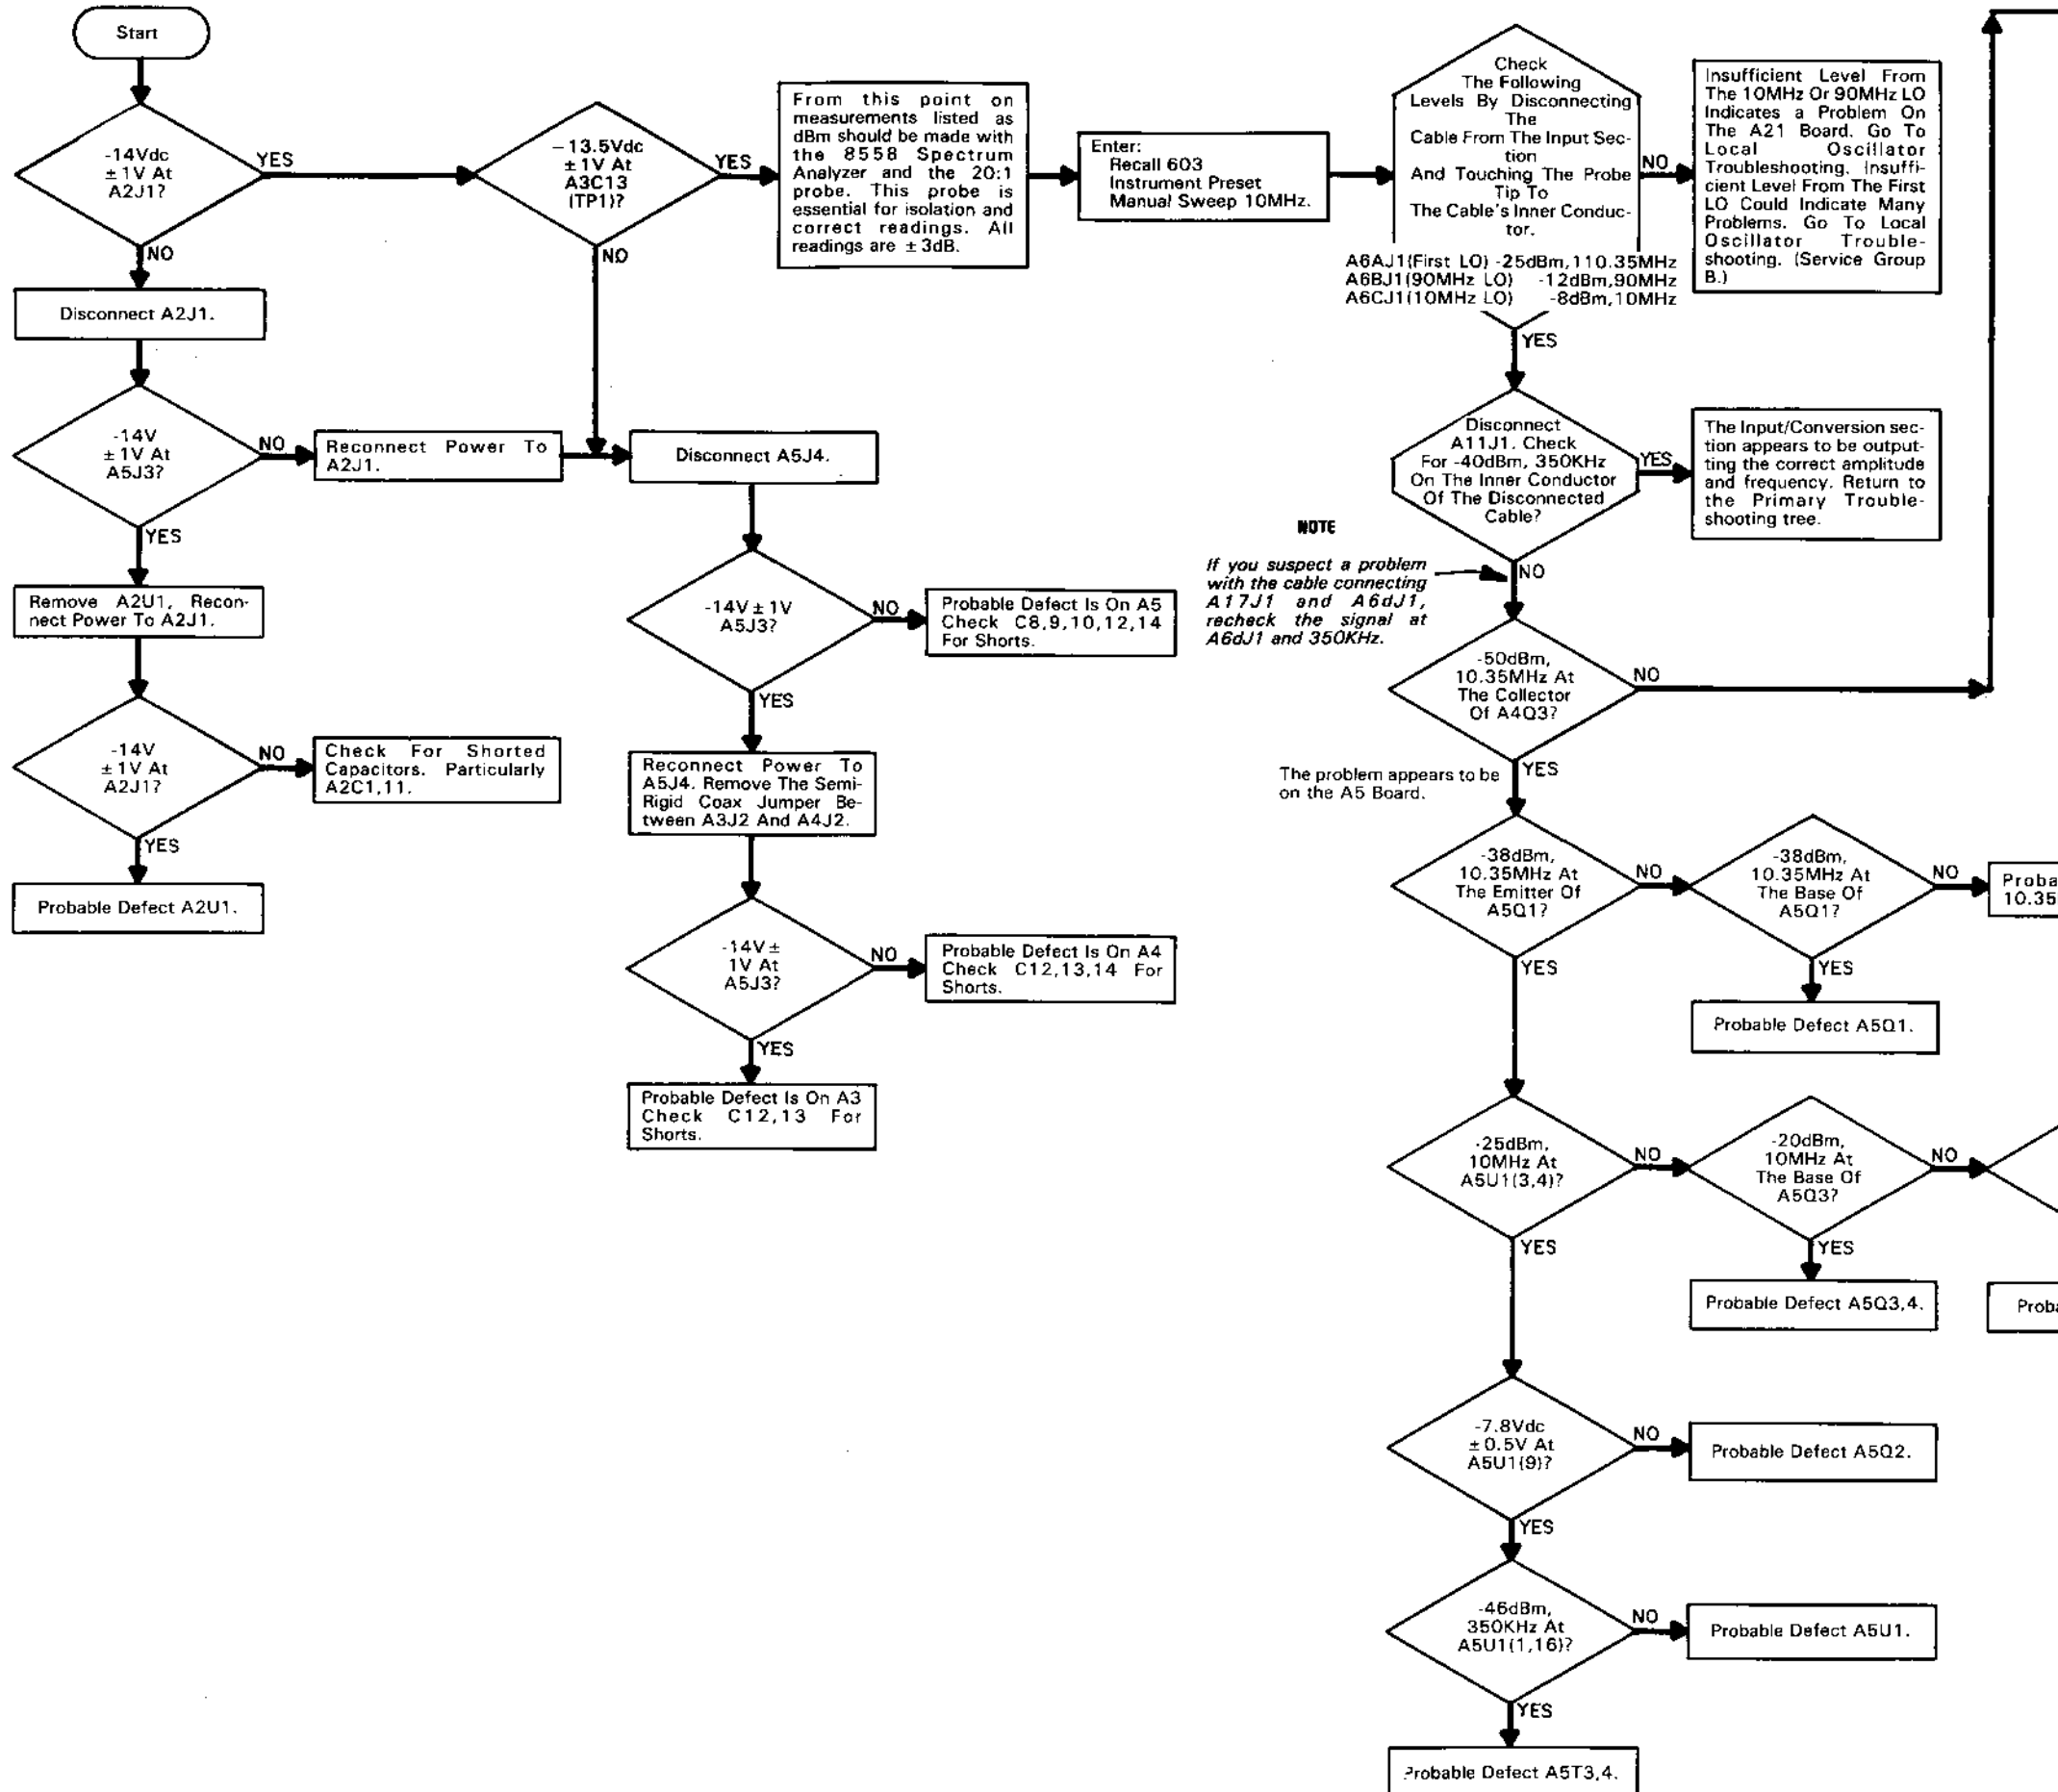 Start
-14Vdc
±1V At
A2J1?
YES
NO
Disconnect A2J1.
-14V
±1V At
A5J3?
NO
YES
Reconnect Power To
A2J1.
Remove A2U1, Recon-
nect Power To A2J1.
-14V
±1V At
A2J1?
NO
YES
Check For Shorted
Capacitors. Particularly
A2C1,11.
Probable Defect A2U1.
−13.5Vdc
±1V At
A3C13
(TP1)?
YES
NO
Disconnect A5J4.
-14V±1V
A5J3?
NO
YES
Probable Defect Is On A5
Check C8,9,10,12,14
For Shorts.
Reconnect Power To
A5J4. Remove The Semi-
Rigid Coax Jumper Be-
tween A3J2 And A4J2.
-14V±
1V At
A5J3?
NO
YES
Probable Defect Is On A4
Check C12,13,14 For
Shorts.
Probable Defect Is On A3
Check C12,13 For
Shorts.
From this point on
measurements listed as
dBm should be made with
the 8558 Spectrum
Analyzer and the 20:1
probe. This probe is
essential for isolation and
correct readings. All
readings are ±3dB.
Enter:
Recall 603
Instrument Preset
Manual Sweep 10MHz.
Check
The Following
Levels By Disconnecting
The
Cable From The Input Sec-
tion
And Touching The Probe
Tip To
The Cable's Inner Conduc-
tor.
A6AJ1(First LO) -25dBm,110.35MHz
A6BJ1(90MHz LO) -12dBm,90MHz
A6CJ1(10MHz LO) -8dBm,10MHz
NO
YES
Insufficient Level From
The 10MHz Or 90MHz LO
Indicates a Problem On
The A21 Board. Go To
Local Oscillator
Troubleshooting. Insuffi-
cient Level From The First
LO Could Indicate Many
Problems. Go To Local
Oscillator Trouble-
shooting. (Service Group
B.)
Disconnect
A11J1. Check
For -40dBm, 350KHz
On The Inner Conductor
Of The Disconnected
Cable?
YES
NO
The Input/Conversion sec-
tion appears to be output-
ting the correct amplitude
and frequency. Return to
the Primary Trouble-
shooting tree.
NOTE
If you suspect a problem
with the cable connecting
A17J1 and A6dJ1,
recheck the signal at
A6dJ1 and 350KHz.
-50dBm,
10.35MHz At
The Collector
Of A4Q3?
NO
YES
The problem appears to be
on the A5 Board.
-38dBm,
10.35MHz At
The Emitter Of
A5Q1?
NO
YES
-38dBm,
10.35MHz At
The Base Of
A5Q1?
NO
YES
Proba
10.35
Probable Defect A5Q1.
-25dBm,
10MHz At
A5U1(3,4)?
NO
YES
-20dBm,
10MHz At
The Base Of
A5Q3?
NO
YES
Probable Defect A5Q3,4.
Proba
-7.8Vdc
±0.5V At
A5U1(9)?
NO
YES
Probable Defect A5Q2.
-46dBm,
350KHz At
A5U1(1,16)?
NO
YES
Probable Defect A5U1.
Probable Defect A5T3,4.